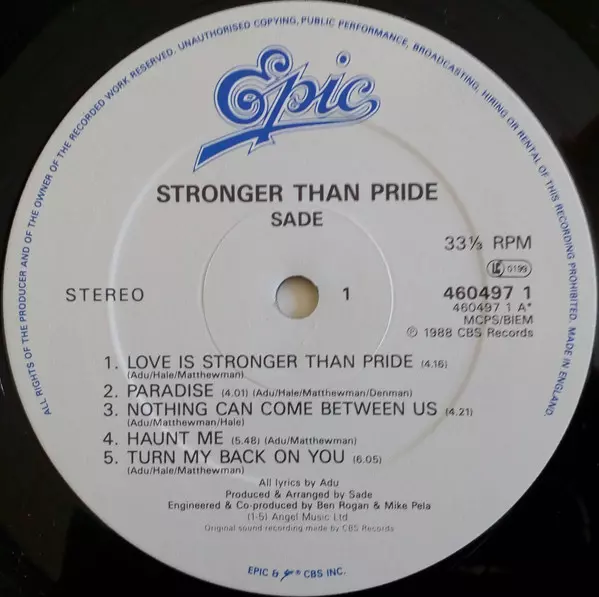 ALL RIGHTS OF THE PRODUCER AND OF THE OWNER OF THE RECORDED WORK RESERVED. UNAUTHORISED COPYING, PUBLIC PERFORMANCE, BROADCASTING, HIRING OR RENTAL OF THIS RECORDING PROHIBITED. MADE IN ENGLAND.
Epic
STRONGER THAN PRIDE
SADE
33⅓ RPM
LC 0199
STEREO
1
460497 1
460497 1 A*
MCPS/BIEM
℗ 1988 CBS Records
1. LOVE IS STRONGER THAN PRIDE (4.16)
(Adu/Hale/Matthewman)
2. PARADISE (4.01) (Adu/Hale/Matthewman/Denman)
3. NOTHING CAN COME BETWEEN US (4.21)
(Adu/Matthewman/Hale)
4. HAUNT ME (5.48) (Adu/Matthewman)
5. TURN MY BACK ON YOU (6.05)
(Adu/Hale/Matthewman)
All lyrics by Adu
Produced & Arranged by Sade
Engineered & Co-produced by Ben Rogan & Mike Pela
(1-5) Angel Music Ltd
Original sound recording made by CBS Records
EPIC & CBS INC.